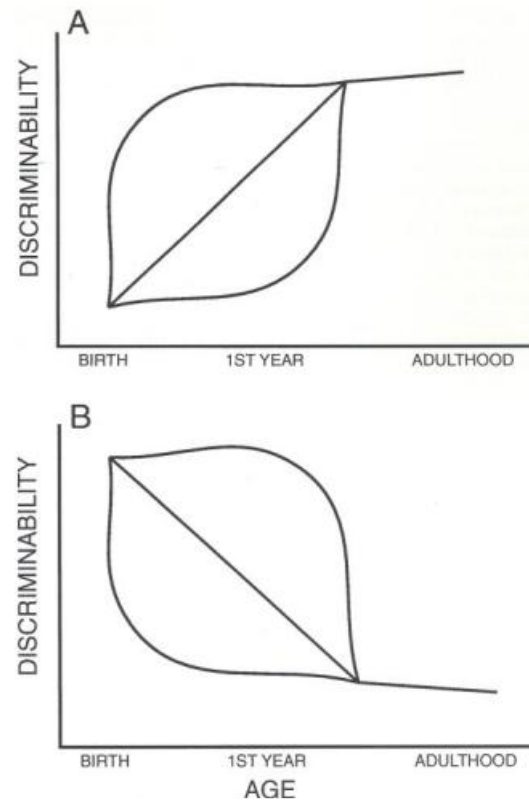 A
DISCRIMINABILITY
BIRTH 1ST YEAR ADULTHOOD
B
DISCRIMINABILITY
BIRTH 1ST YEAR ADULTHOOD
AGE